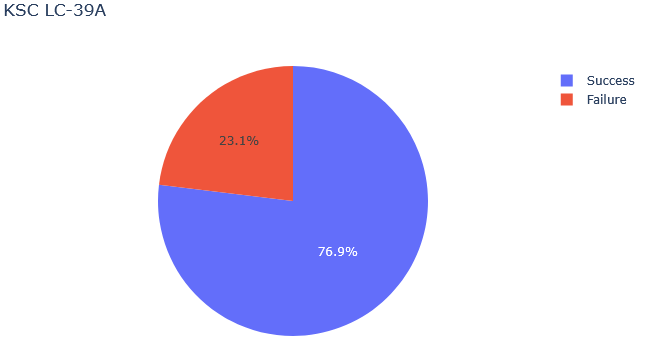 KSC LC-39A
Success
Failure
23.1%
76.9%